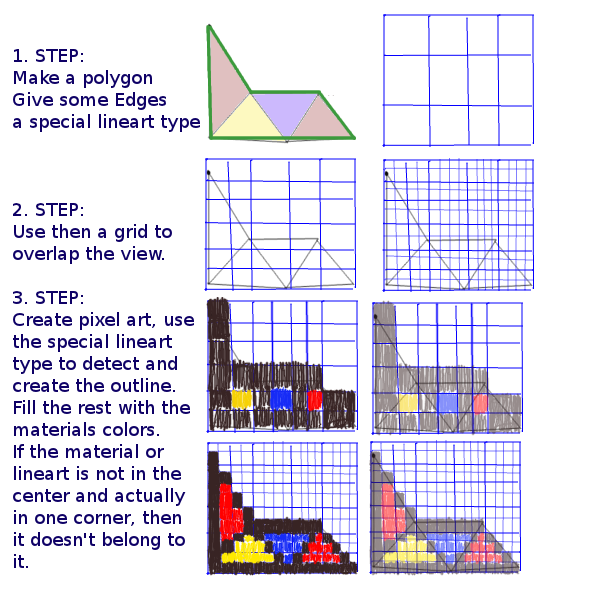 1. STEP:
Make a polygon
Give some Edges
a special lineart type
2. STEP:
Use then a grid to
overlap the view.
3. STEP:
Create pixel art, use
the special lineart
type to detect and
create the outline.
Fill the rest with the
materials colors.
If the material or
lineart is not in the
center and actually
in one corner, then
it doesn't belong to
it.